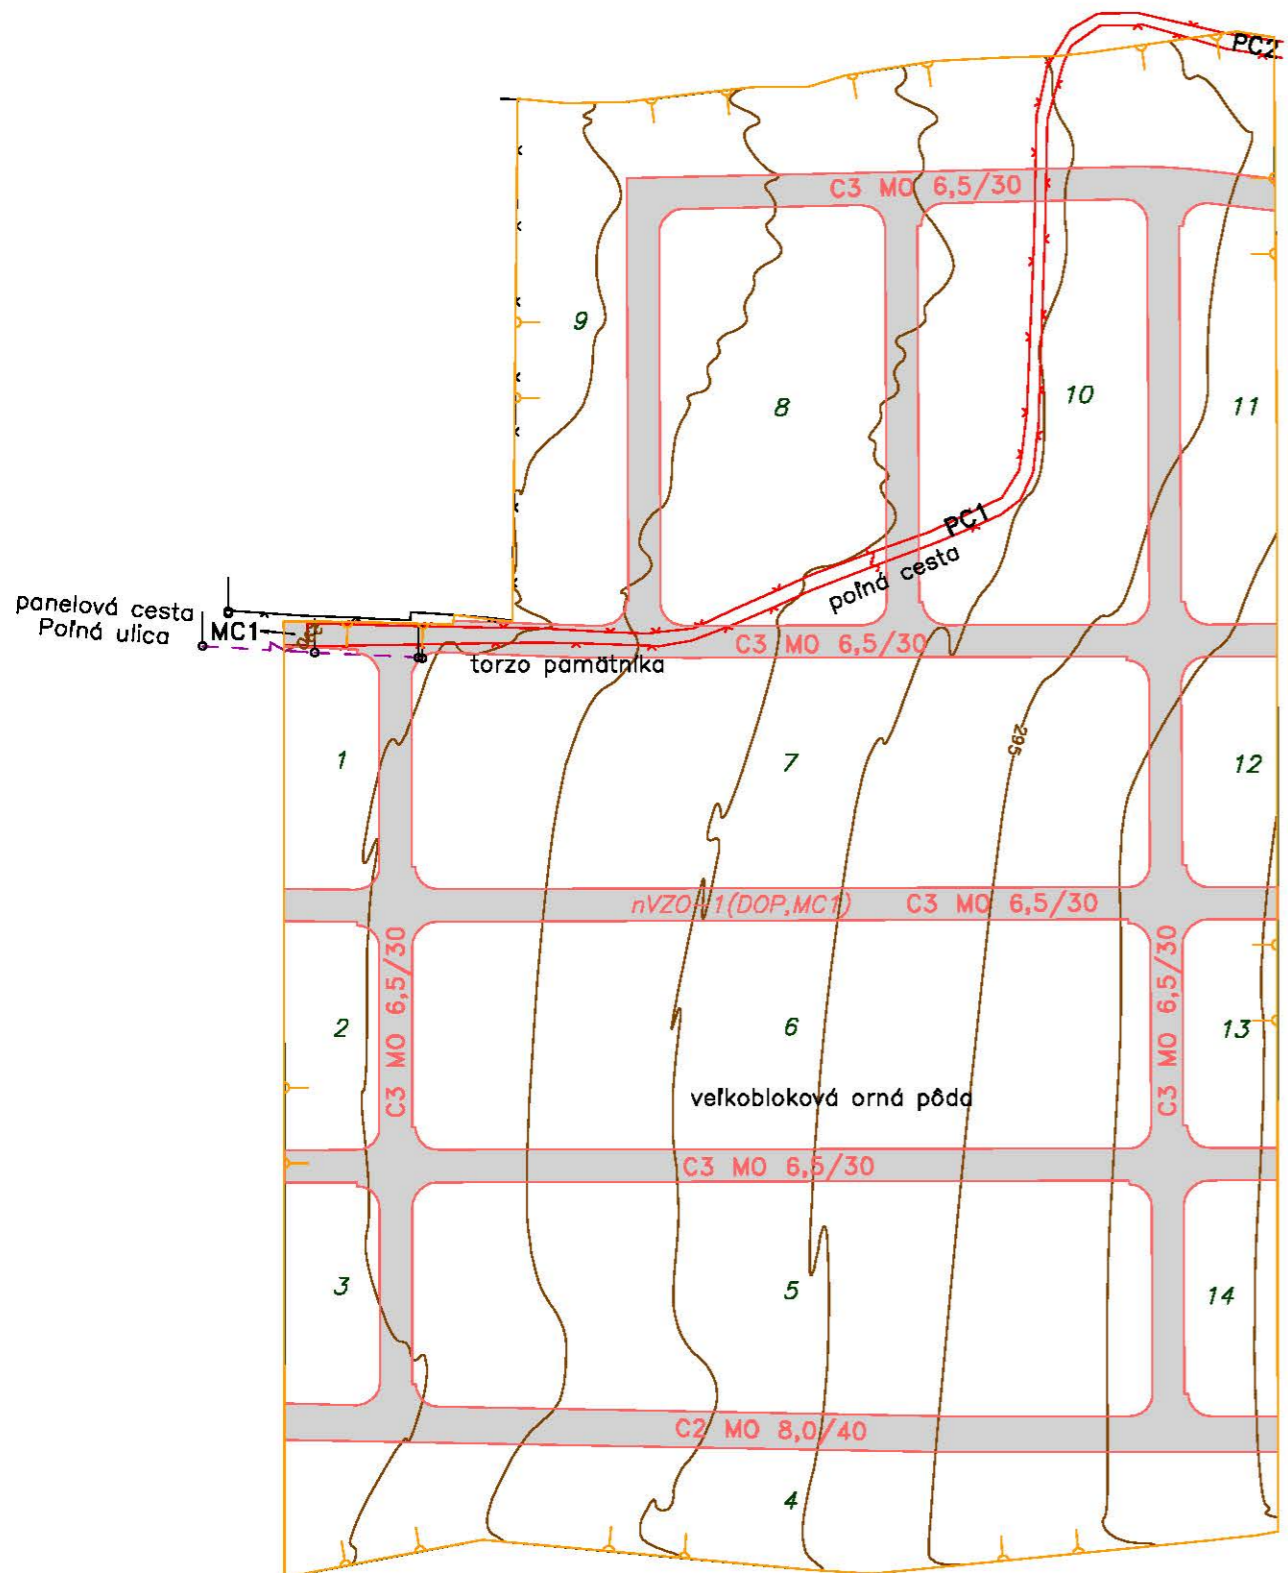 PC2
C3 MO 6,5/30
9
8
10
11
PC1
poľná cesta
panelová cesta
Poľná ulica
MC1
C3 MO 6,5/30
torzo pamätníka
295
1
7
12
nVZO-1(DOP,MC1)
C3 MO 6,5/30
C3 MO 6,5/30
C3 MO 6,5/30
2
6
13
veľkobloková orná pôda
C3 MO 6,5/30
3
5
14
C2 MO 8,0/40
4